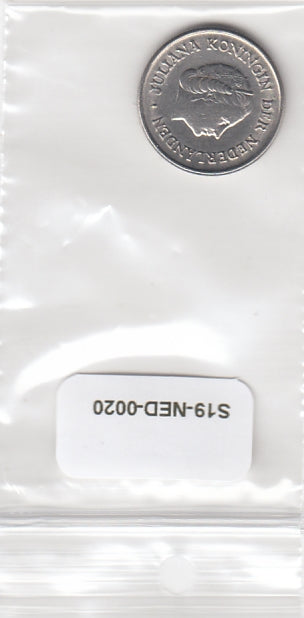 JULIANA KONINGIN DER NEDERLANDEN
S19-NED-0020